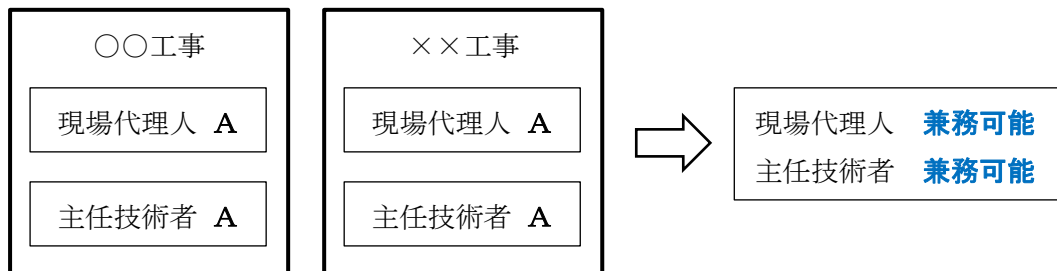 ○○工事
現場代理人 A
主任技術者 A
××工事
現場代理人 A
主任技術者 A
現場代理人 兼務可能
主任技術者 兼務可能